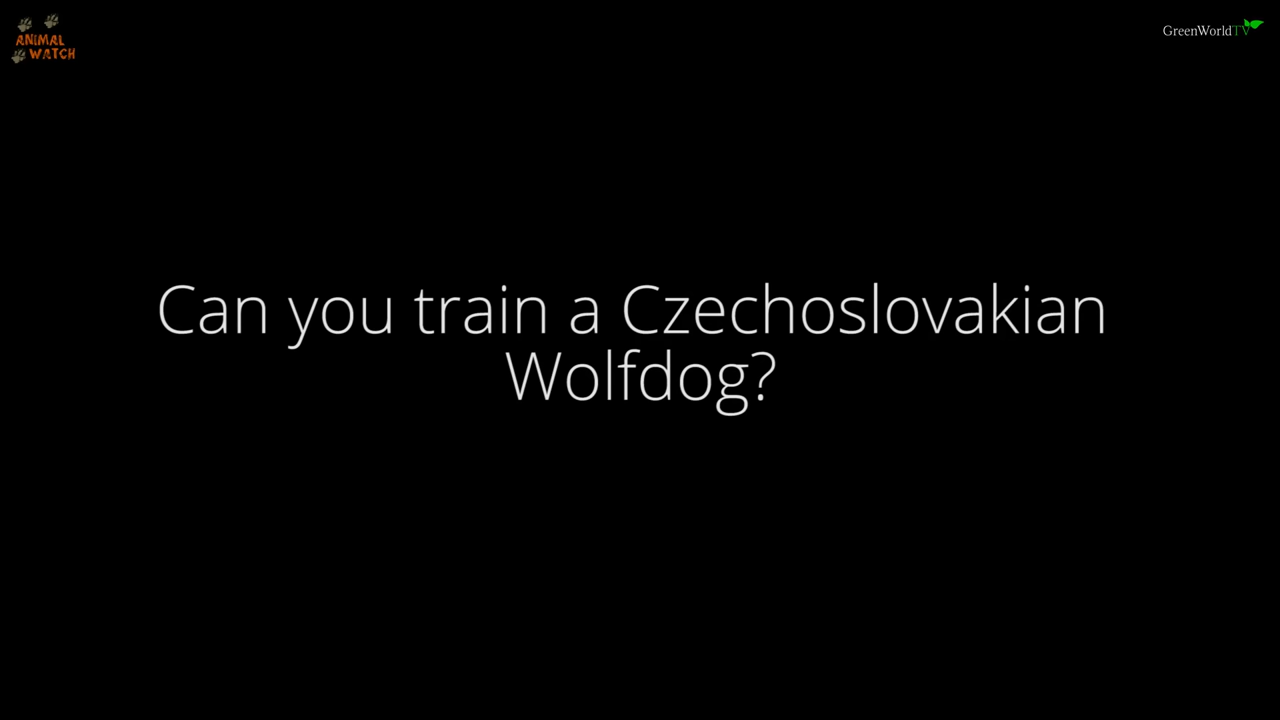 ANIMAL
WATCH
GreenWorldTV
Can you train a Czechoslovakian
Wolfdog?